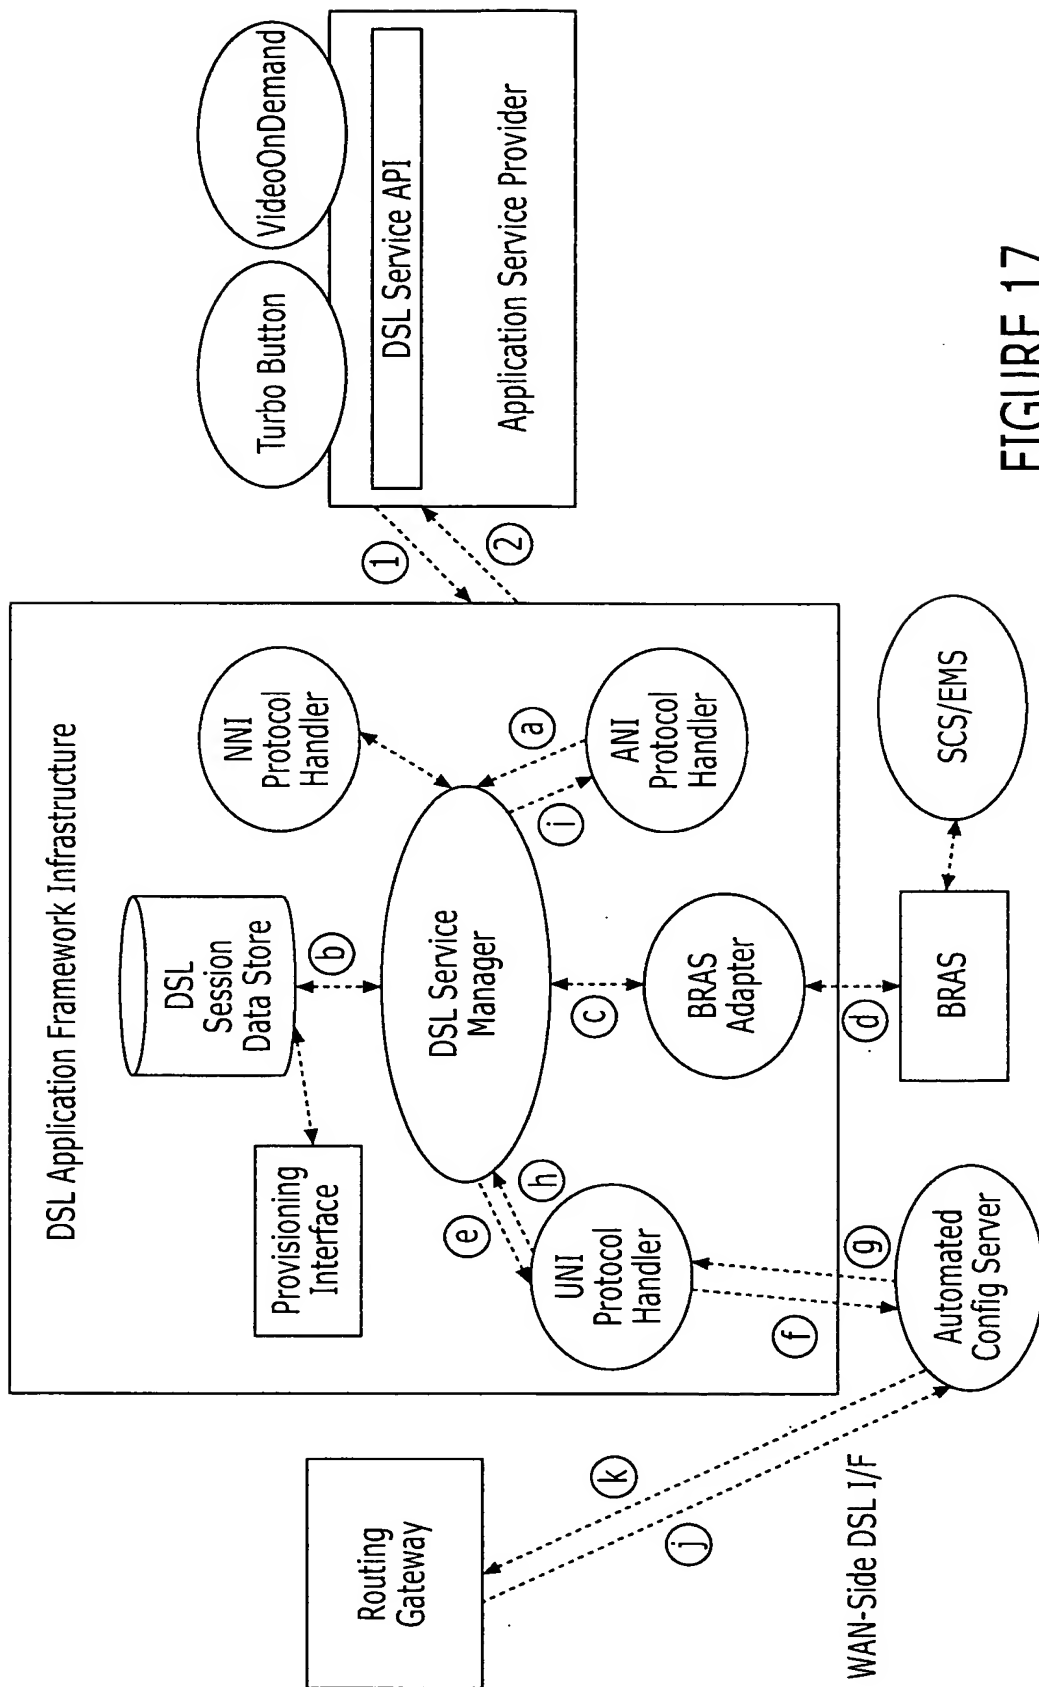 DSL Application Framework Infrastructure
Routing
Gateway
Provisioning
Interface
DSL
Session
Data Store
NNI
Protocol
Handler
b
DSL Service
Manager
e
h
c
a
i
UNI
Protocol
Handler
BRAS
Adapter
ANI
Protocol
Handler
k
j
f
g
d
WAN-Side DSL I/F
Automated
Config Server
BRAS
SCS/EMS
1
2
Turbo Button
VideoOnDemand
DSL Service API
Application Service Provider
FIGURE 17